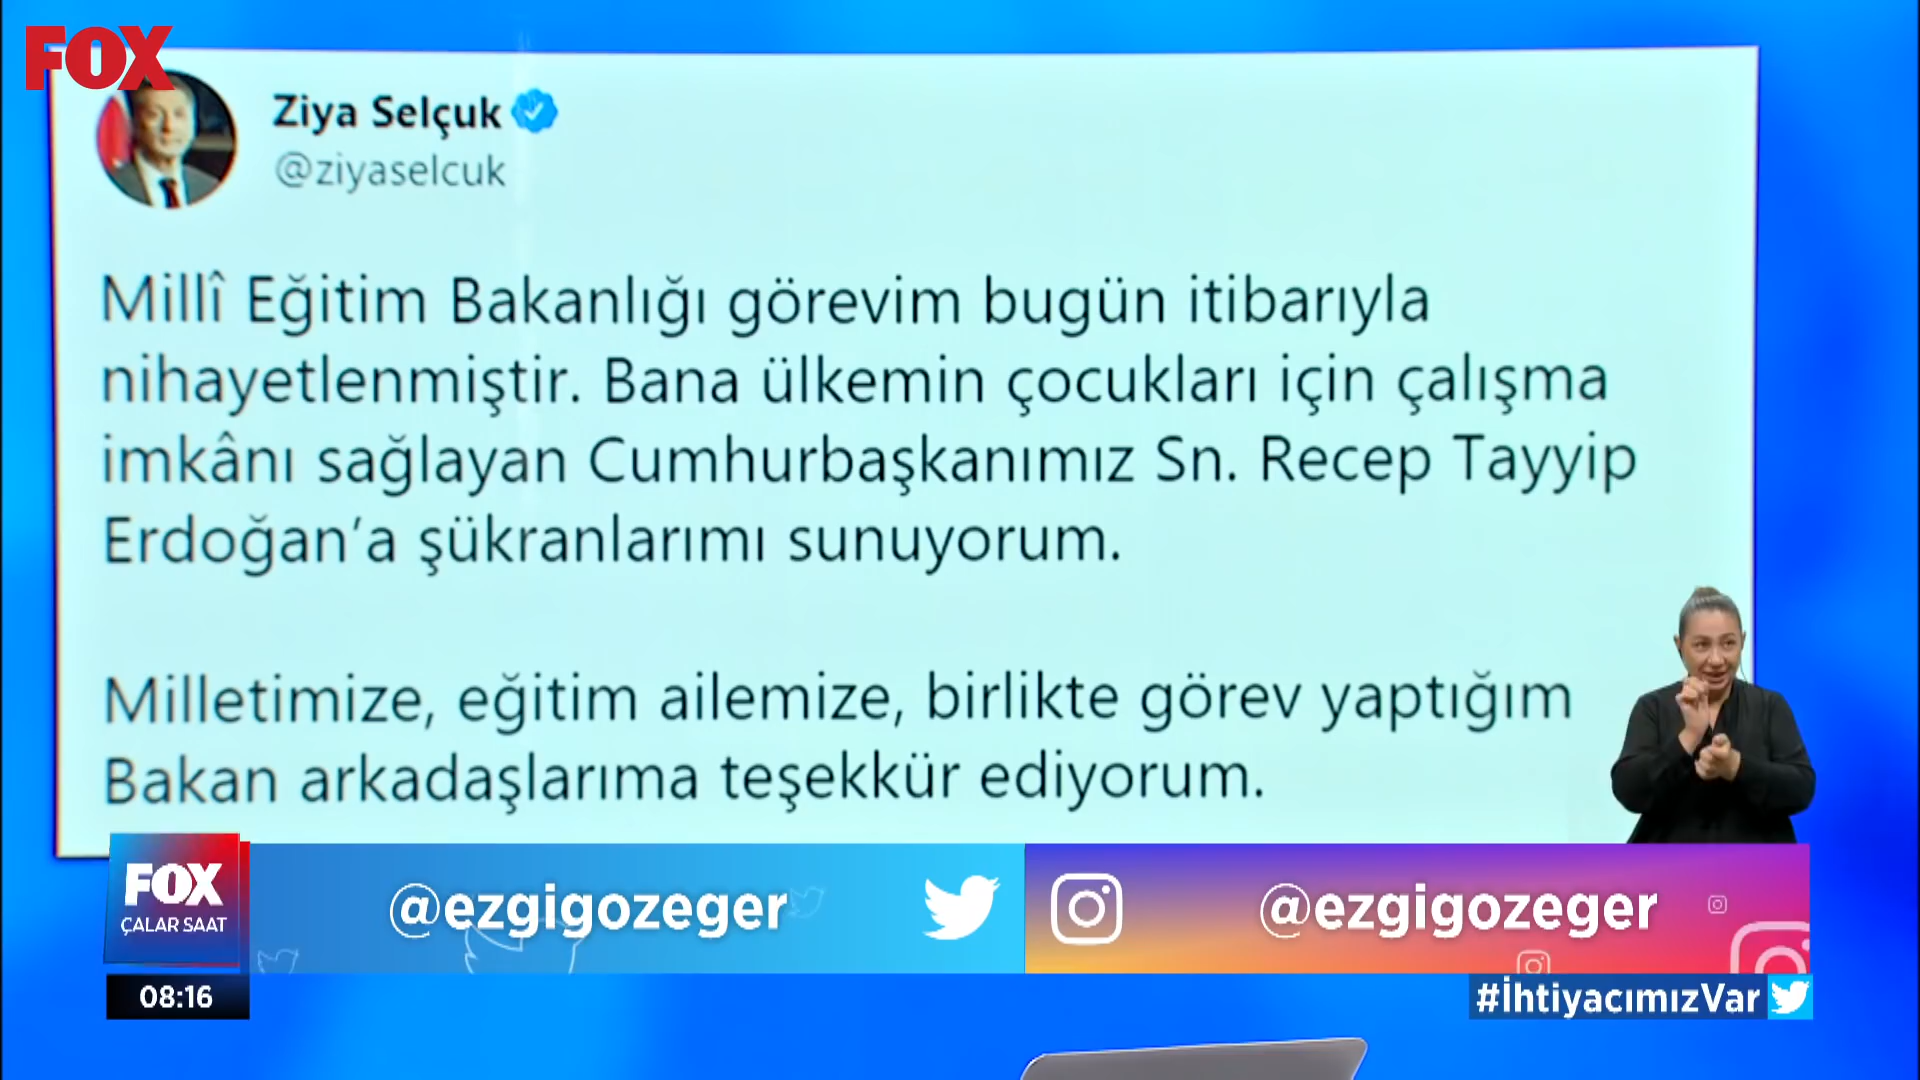 FOX
Ziya Selçuk
@ziyaselcuk
Millî Eğitim Bakanlığı görevim bugün itibarıyla
nihayetlenmiştir. Bana ülkemin çocukları için çalışma
imkânı sağlayan Cumhurbaşkanımız Sn. Recep Tayyip
Erdoğan’a şükranlarımı sunuyorum.
Milletimize, eğitim ailemize, birlikte görev yaptığım
Bakan arkadaşlarıma teşekkür ediyorum.
FOX
ÇALAR SAAT
@ezgigozeger
@ezgigozeger
08:16
#İhtiyacımızVar